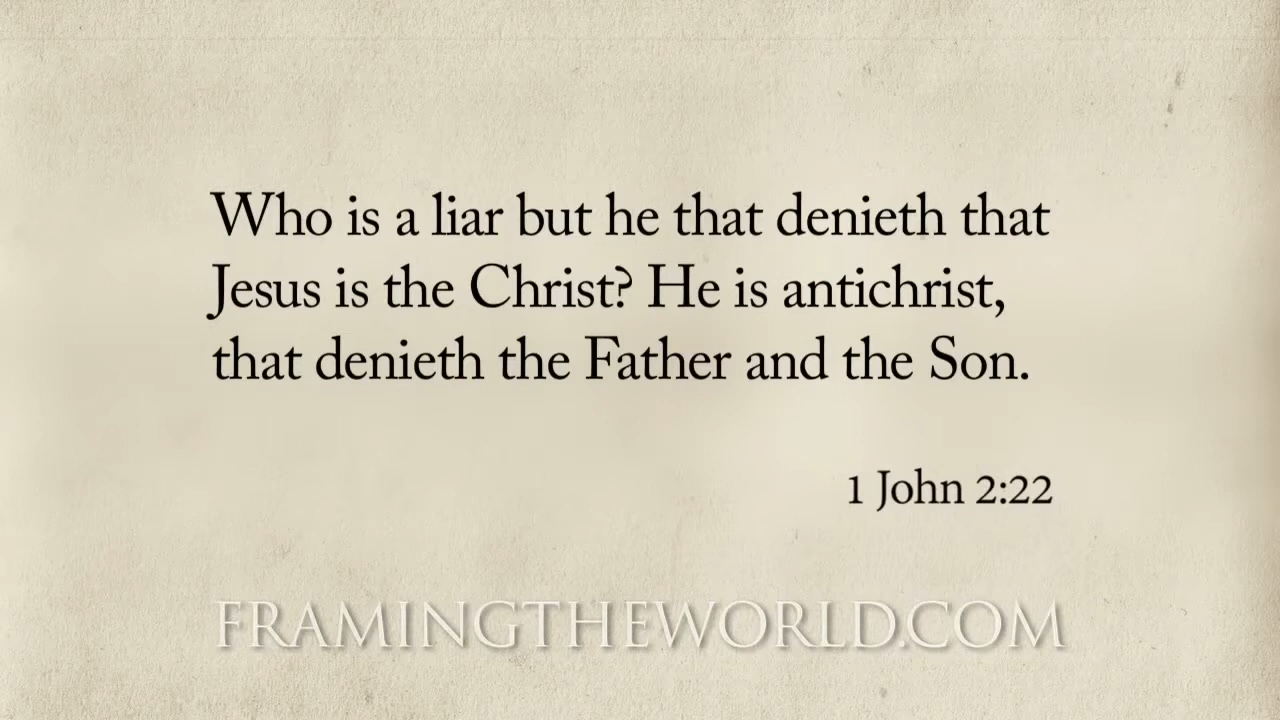 Who is a liar but he that denieth that
Jesus is the Christ? He is antichrist,
that denieth the Father and the Son.
1 John 2:22
FRAMINGTHEWORLD.COM